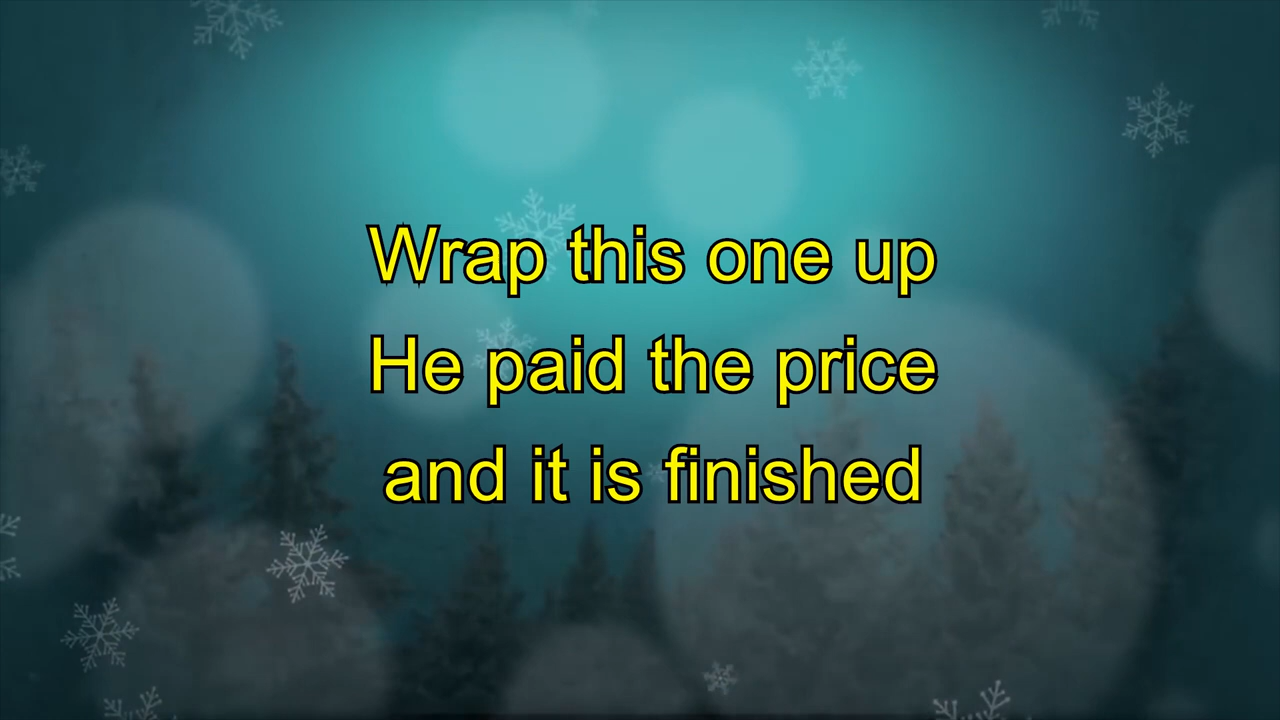 Wrap this one up
He paid the price
and it is finished